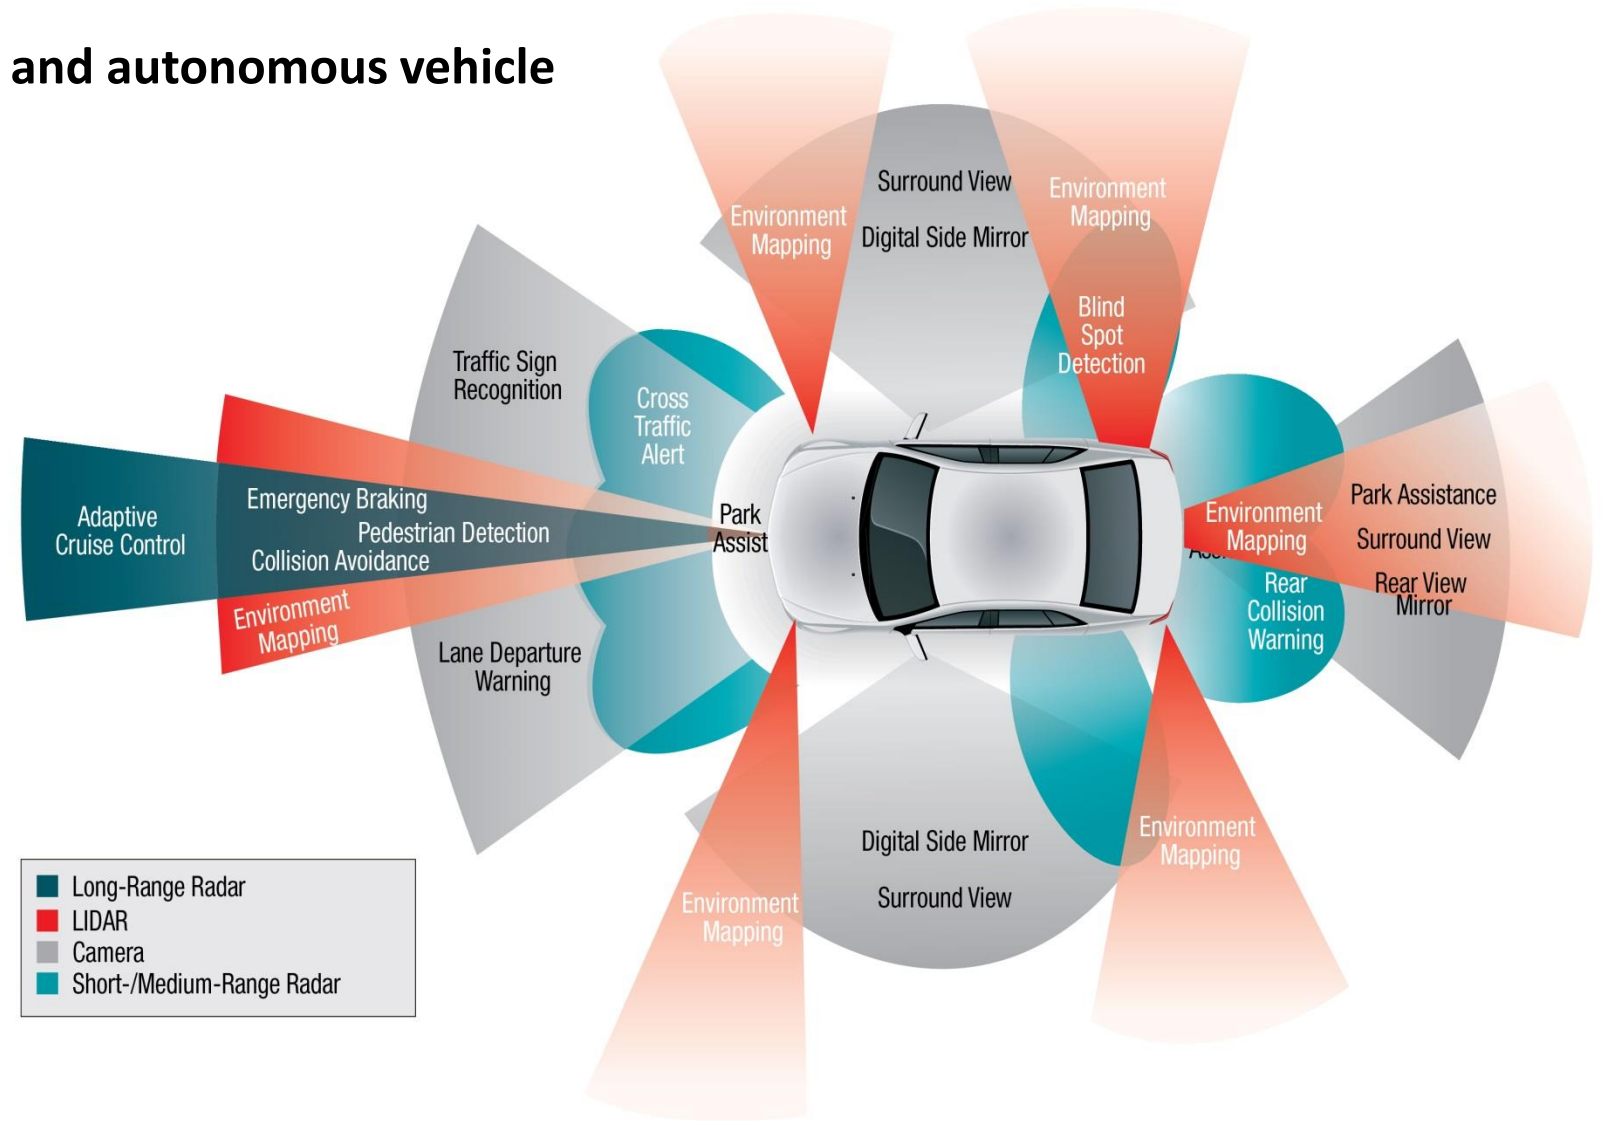 and autonomous vehicle
Surround View
Digital Side Mirror
Environment
Mapping
Environment
Mapping
Blind
Spot
Detection
Traffic Sign
Recognition
Cross
Traffic
Alert
Adaptive
Cruise Control
Emergency Braking
Pedestrian Detection
Collision Avoidance
Environment
Mapping
Park
Assist
Lane Departure
Warning
Environment
Mapping
Park Assistance
Surround View
Rear View
Mirror
Rear
Collision
Warning
Digital Side Mirror
Surround View
Environment
Mapping
Environment
Mapping
Long-Range Radar
LIDAR
Camera
Short-/Medium-Range Radar